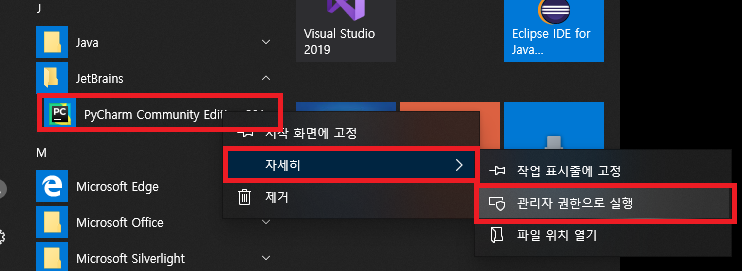 J
Java
JetBrains
PC
PyCharm Community Edition
M
Microsoft Edge
Microsoft Office
Microsoft Silverlight
Visual Studio
2019
Eclipse IDE for
Java...
시작 화면에 고정
자세히
제거
작업 표시줄에 고정
관리자 권한으로 실행
파일 위치 열기